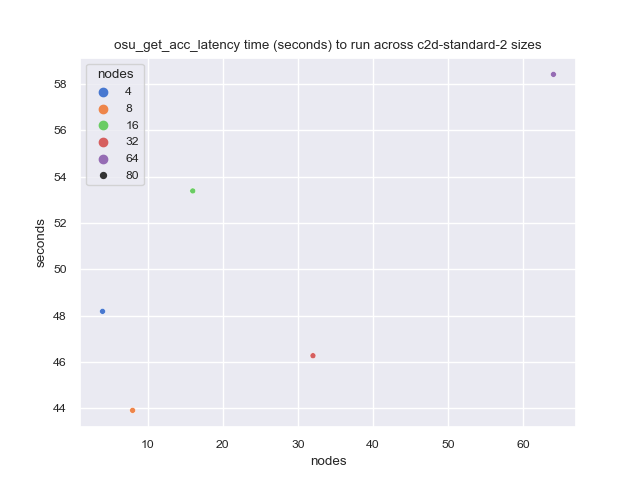 osu_get_acc_latency time (seconds) to run across c2d-standard-2 sizes
nodes
4
8
16
32
64
80
58
56
54
52
50
48
46
44
seconds
10 20 30 40 50 60
nodes